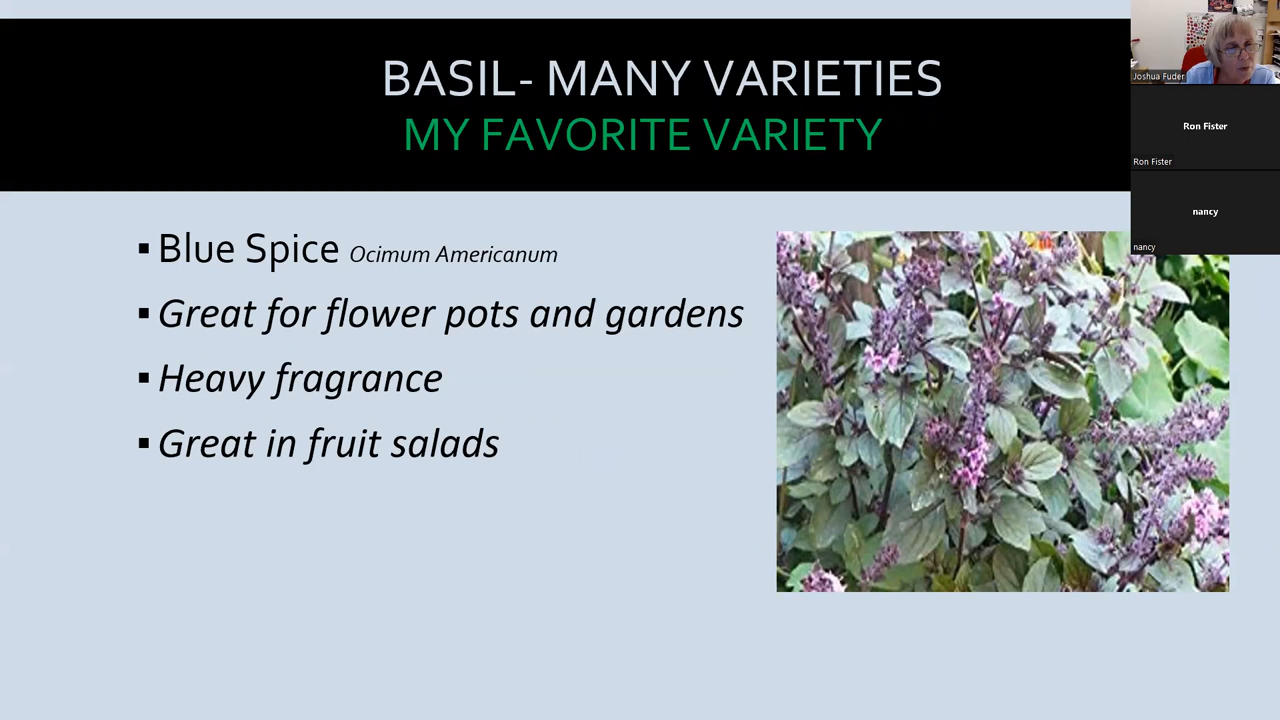 BASIL- MANY VARIETIES
MY FAVORITE VARIETY
▪ Blue Spice Ocimum Americanum
▪ Great for flower pots and gardens
▪ Heavy fragrance
▪ Great in fruit salads
Joshua Fuder
Ron Fister
Ron Fister
nancy
nancy